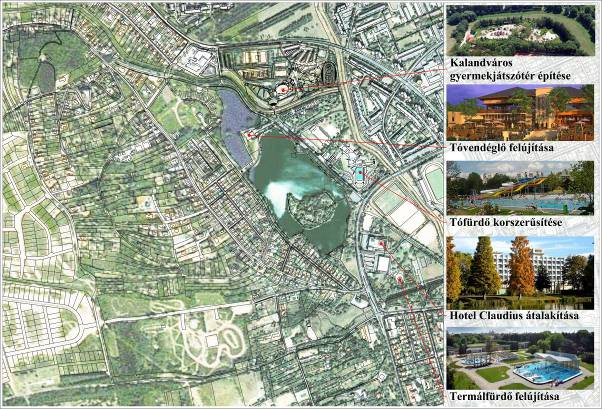 Kalandváros
gyermekjátszótér építése
Tóvendéglő felújítása
Tófürdő korszerűsítése
Hotel Claudius átalakítása
Termálfürdő felújítása